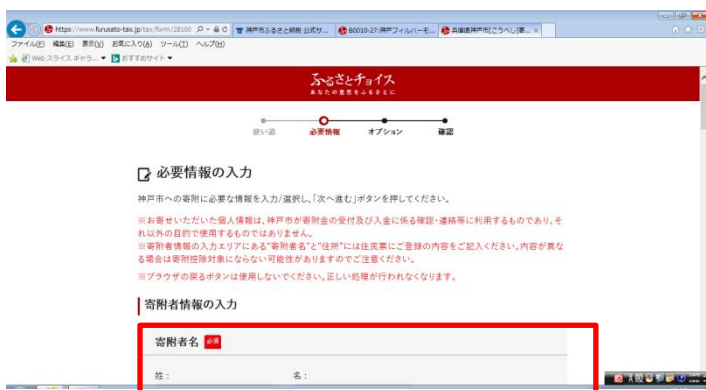 https://www.furusato-tax.jp/tax/form/28100
神戸市ふるさと納税 公式サ...
B0010-27:神戸フィルハーモ...
兵庫県神戸市[こうべし]寄...
ファイル(F) 編集(E) 表示(V) お気に入り(A) ツール(T) ヘルプ(H)
Web スライス ギャラ... おすすめサイト
ふるさとチョイス
あなたの意思をふるさとに
使い道 必要情報 オプション 確認
必要情報の入力
神戸市への寄附に必要な情報を入力/選択し、「次へ進む」ボタンを押してください。
※お寄せいただいた個人情報は、神戸市が寄附金の受付及び入金に係る確認・連絡等に利用するものであり、そ
れ以外の目的で使用するものではありません。
※寄附者情報の入力エリアにある"寄附者名"と"住所"には住民票にご登録の内容をご記入ください。内容が異な
る場合は寄附控除対象にならない可能性がありますのでご注意ください。
※ブラウザの戻るボタンは使用しないでください。正しい処理が行われなくなります。
寄附者情報の入力
寄附者名 必須
姓: 名: